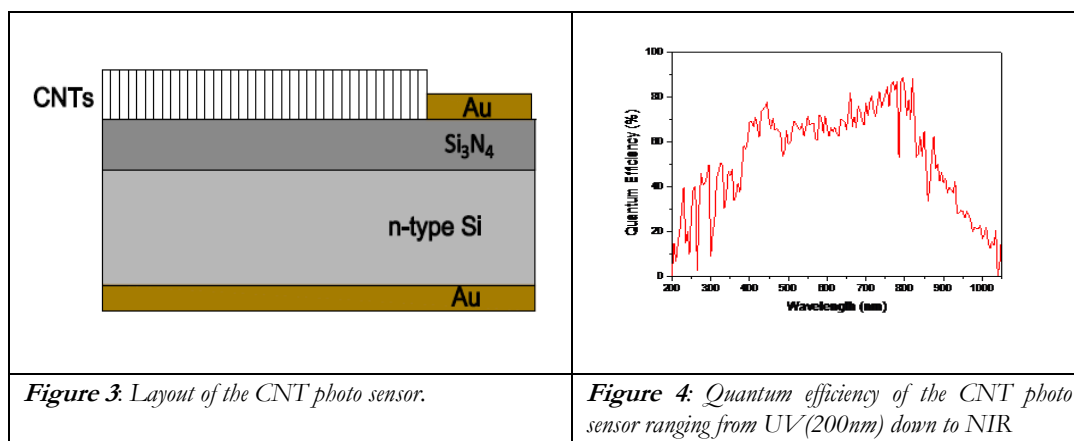 CNTs
Au
Si₃N₄
n-type Si
Au
Quantum Efficiency (%)
100
80
60
40
20
0
200 300 400 500 600 700 800 900 1000
Wavelength (nm)
Figure 3: Layout of the CNT photo sensor.
Figure 4: Quantum efficiency of the CNT photo
sensor ranging from UV(200nm) down to NIR